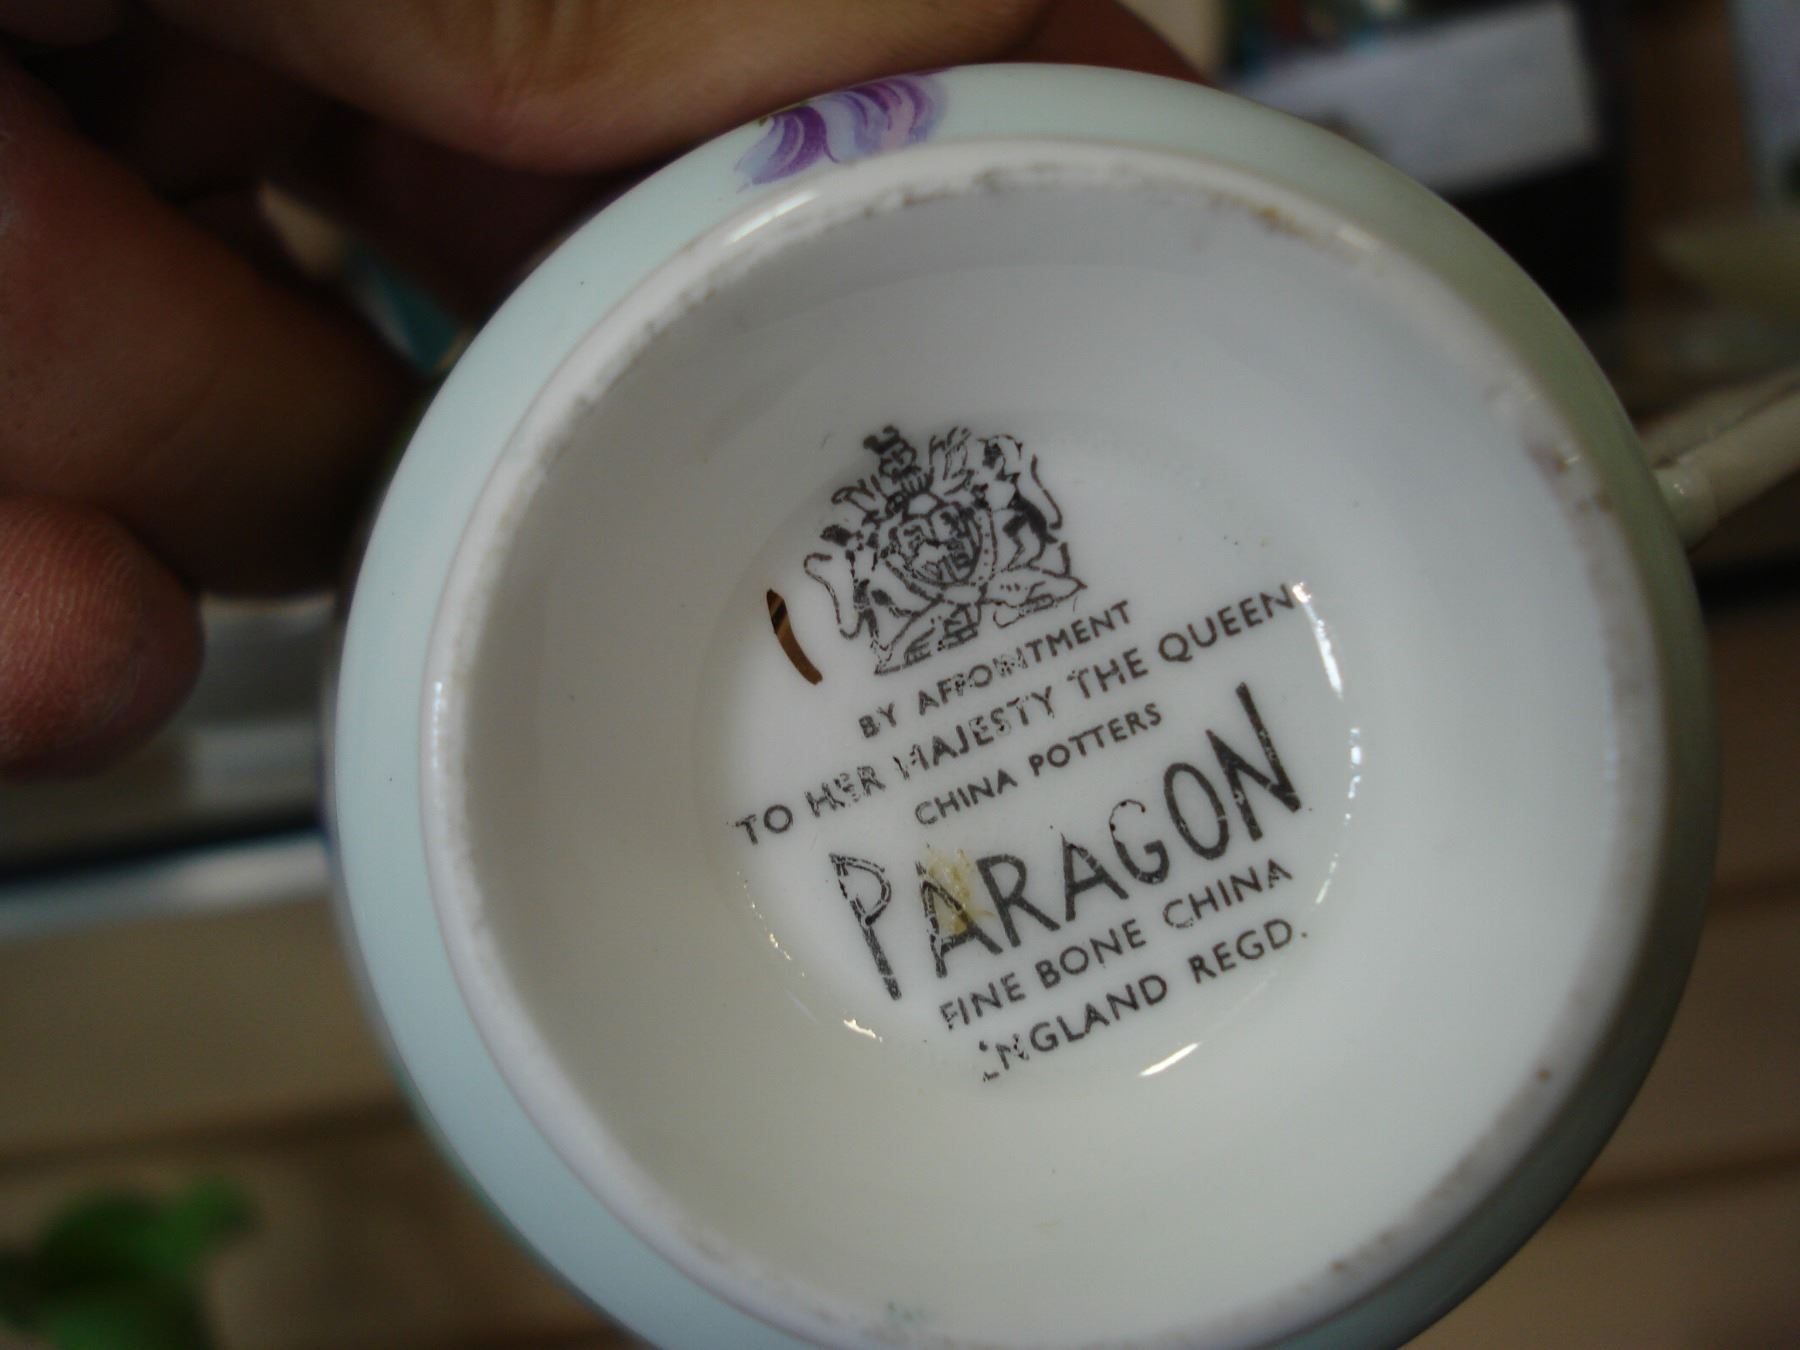 BY APPOINTMENT
TO HER MAJESTY THE QUEEN
CHINA POTTERS
PARAGON
FINE BONE CHINA
ENGLAND REGD.